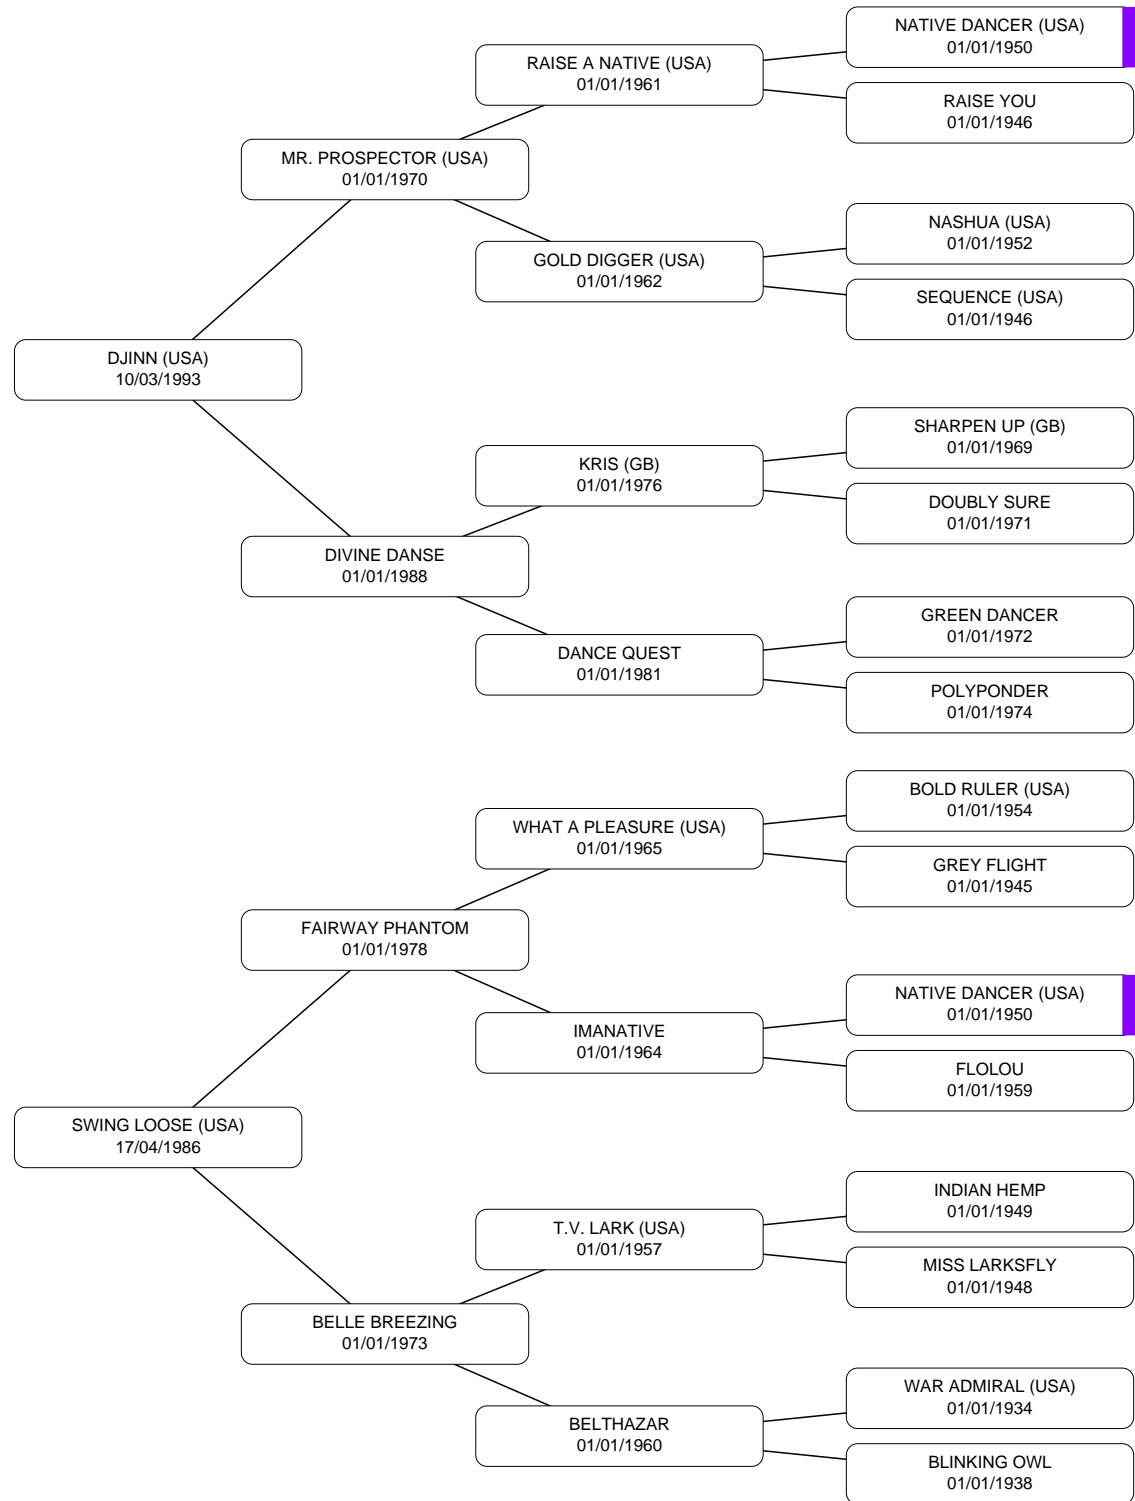 NATIVE DANCER (USA)
01/01/1950
RAISE A NATIVE (USA)
01/01/1961
RAISE YOU
01/01/1946
MR. PROSPECTOR (USA)
01/01/1970
NASHUA (USA)
01/01/1952
GOLD DIGGER (USA)
01/01/1962
SEQUENCE (USA)
01/01/1946
DJINN (USA)
10/03/1993
SHARPEN UP (GB)
01/01/1969
KRIS (GB)
01/01/1976
DOUBLY SURE
01/01/1971
DIVINE DANSE
01/01/1988
GREEN DANCER
01/01/1972
DANCE QUEST
01/01/1981
POLYPONDER
01/01/1974
BOLD RULER (USA)
01/01/1954
WHAT A PLEASURE (USA)
01/01/1965
GREY FLIGHT
01/01/1945
FAIRWAY PHANTOM
01/01/1978
NATIVE DANCER (USA)
01/01/1950
IMANATIVE
01/01/1964
FLOLOU
01/01/1959
SWING LOOSE (USA)
17/04/1986
INDIAN HEMP
01/01/1949
T.V. LARK (USA)
01/01/1957
MISS LARKSFLY
01/01/1948
BELLE BREEZING
01/01/1973
WAR ADMIRAL (USA)
01/01/1934
BELTHAZAR
01/01/1960
BLINKING OWL
01/01/1938